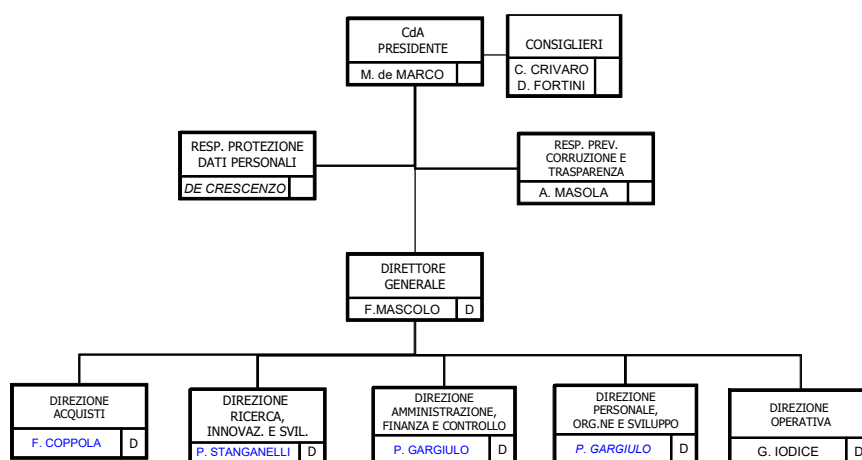 CdA
PRESIDENTE
M. de MARCO
CONSIGLIERI
C. CRIVARO
D. FORTINI
RESP. PROTEZIONE
DATI PERSONALI
DE CRESCENZO
RESP. PREV.
CORRUZIONE E
TRASPARENZA
A. MASOLA
DIRETTORE
GENERALE
F.MASCOLO D
DIREZIONE
ACQUISTI
F. COPPOLA D
DIREZIONE
RICERCA,
INNOVAZ. E SVIL.
P. STANGANELLI D
DIREZIONE
AMMINISTRAZIONE,
FINANZA E CONTROLLO
P. GARGIULO D
DIREZIONE
PERSONALE,
ORG.NE E SVILUPPO
P. GARGIULO D
DIREZIONE
OPERATIVA
G. IODICE D